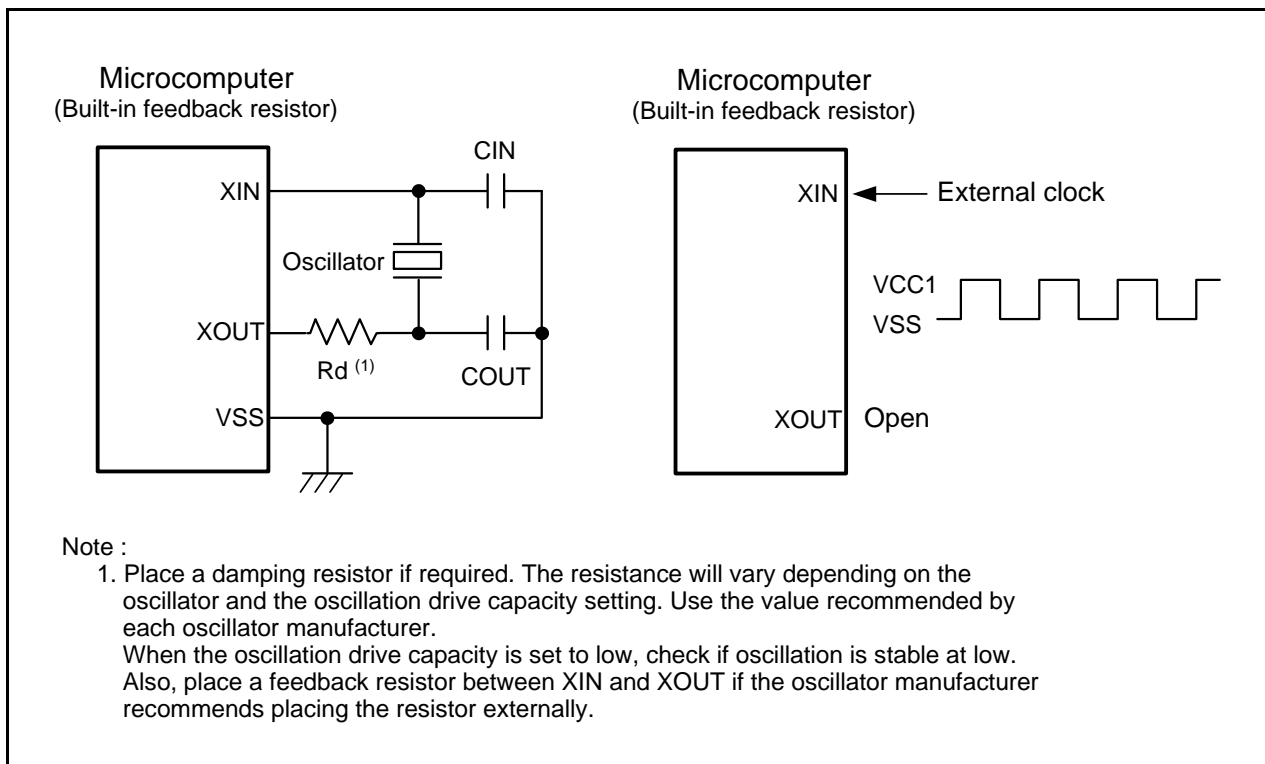 Microcomputer
(Built-in feedback resistor)
XIN
CIN
Oscillator
XOUT
Rd (1)
COUT
VSS
Microcomputer
(Built-in feedback resistor)
XIN
External clock
VCC1
VSS
XOUT
Open
Note :
1. Place a damping resistor if required. The resistance will vary depending on the
oscillator and the oscillation drive capacity setting. Use the value recommended by
each oscillator manufacturer.
When the oscillation drive capacity is set to low, check if oscillation is stable at low.
Also, place a feedback resistor between XIN and XOUT if the oscillator manufacturer
recommends placing the resistor externally.